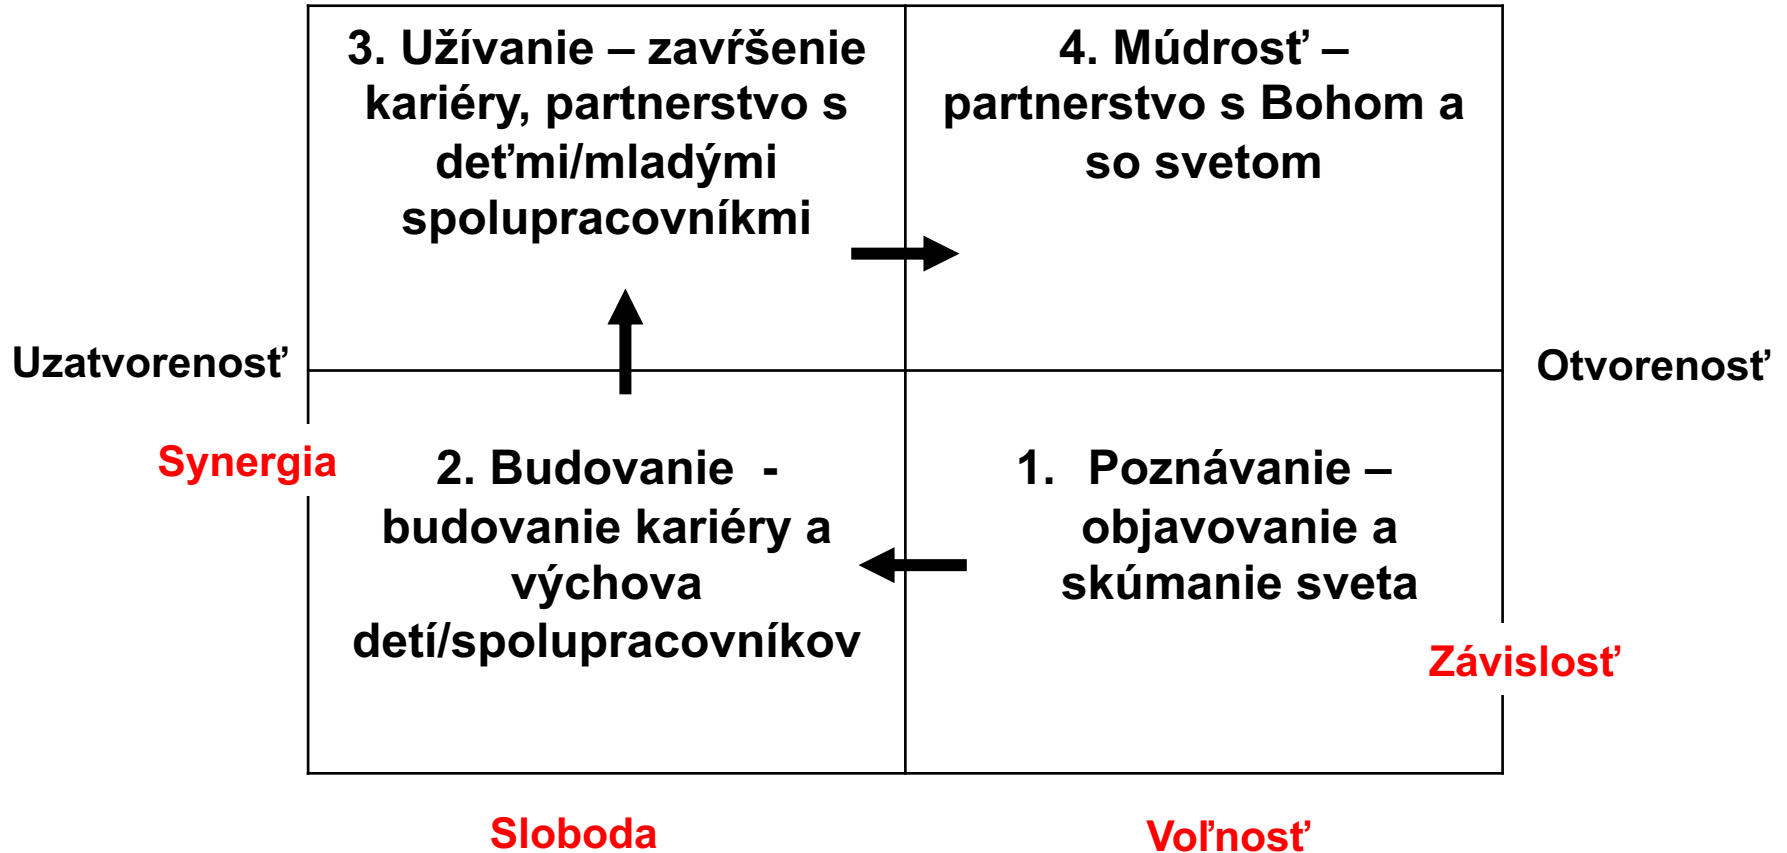 3. Užívanie – zavŕšenie
kariéry, partnerstvo s
deťmi/mladými
spolupracovníkmi
4. Múdrosť –
partnerstvo s Bohom a
so svetom
Uzatvorenosť
Otvorenosť
Synergia
2. Budovanie -
budovanie kariéry a
výchova
detí/spolupracovníkov
1. Poznávanie –
objavovanie a
skúmanie sveta
Závislosť
Sloboda
Voľnosť